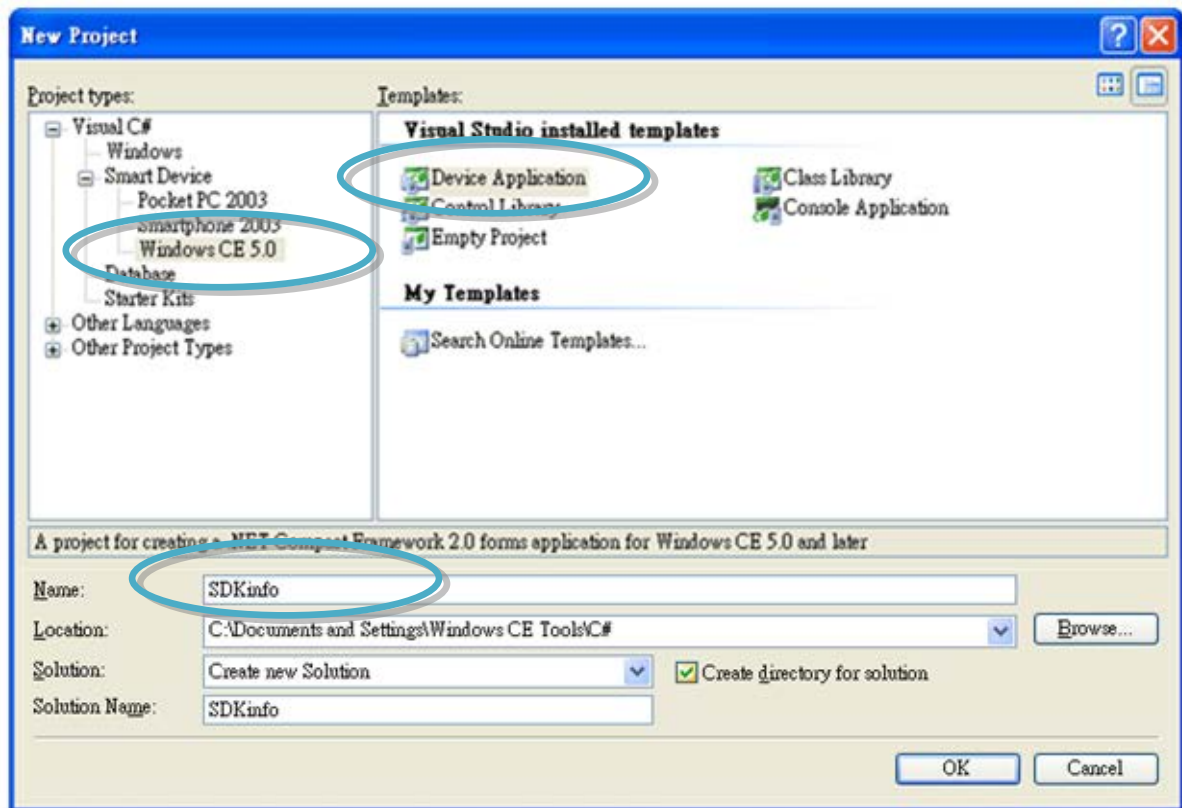 New Project
Project types:
Templates:
Visual C#
Windows
Smart Device
Pocket PC 2003
Smartphone 2003
Windows CE 5.0
Database
Starter Kits
Other Languages
Other Project Types
Visual Studio installed templates
Device Application
Class Library
Control Library
Console Application
Empty Project
My Templates
Search Online Templates...
A project for creating a .NET Compact Framework 2.0 forms application for Windows CE 5.0 and later
Name: SDKinfo
Location: C:\Documents and Settings\Windows CE Tools\C# Browse...
Solution: Create new Solution Create directory for solution
Solution Name: SDKinfo
OK Cancel